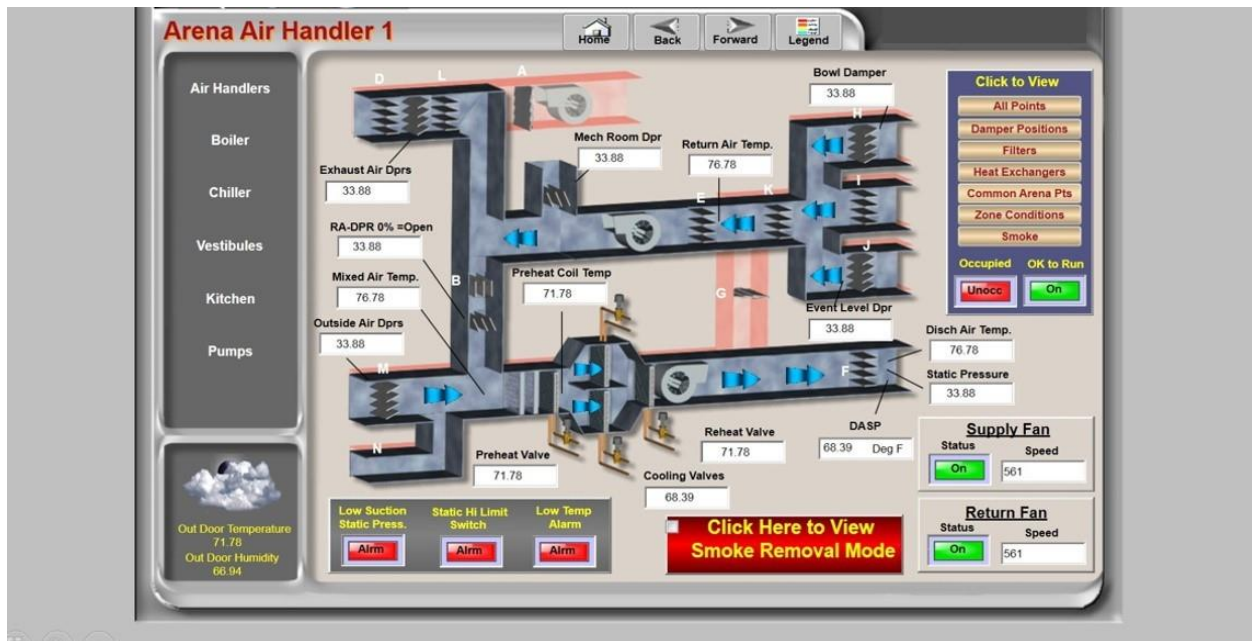 Arena Air Handler 1
Home
Back
Forward
Legend
Air Handlers
Boiler
Chiller
Vestibules
Kitchen
Pumps
Out Door Temperature
71.78
Out Door Humidity
66.94
D
L
A
Exhaust Air Dprs
33.88
Mech Room Dpr
33.88
Return Air Temp.
76.78
Bowl Damper
33.88
H
I
J
E
K
RA-DPR 0% =Open
33.88
B
Mixed Air Temp.
76.78
Preheat Coil Temp
71.78
G
Event Level Dpr
33.88
Outside Air Dprs
33.88
M
N
F
Disch Air Temp.
76.78
Static Pressure
33.88
Preheat Valve
71.78
Reheat Valve
71.78
Cooling Valves
68.39
DASP
68.39 Deg F
Low Suction
Static Press.
Alrm
Static Hi Limit
Switch
Alrm
Low Temp
Alarm
Alrm
Click Here to View
Smoke Removal Mode
Click to View
All Points
Damper Positions
Filters
Heat Exchangers
Common Arena Pts
Zone Conditions
Smoke
Occupied
Unocc
OK to Run
On
Supply Fan
Status
On
Speed
561
Return Fan
Status
On
Speed
561